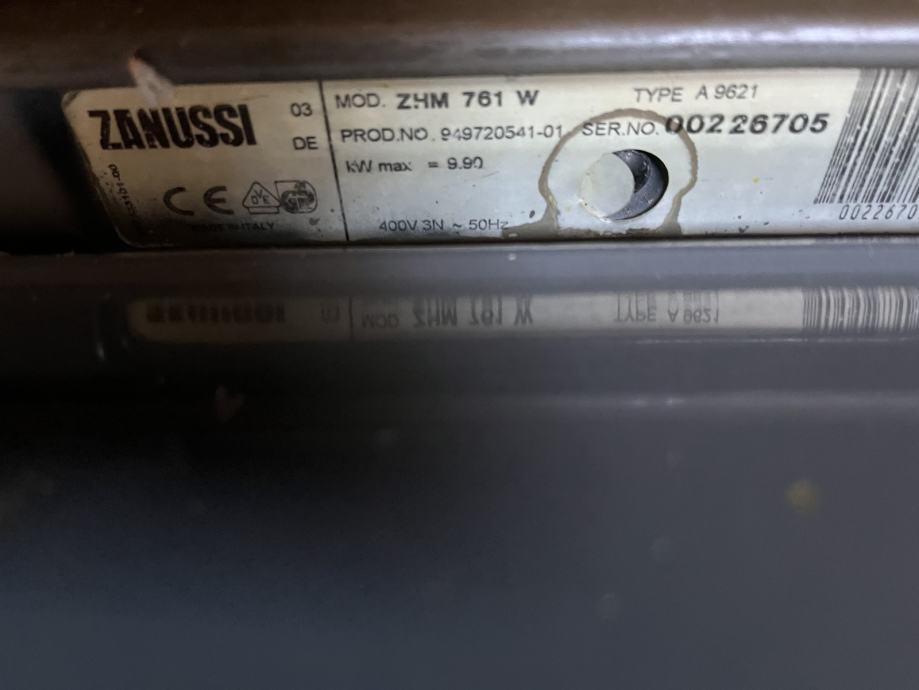 ZANUSSI 03 DE
MOD. ZHM 761 W TYPE A 9621
PROD.NO. 949720541-01 SER.NO. 00226705
kW max = 9.90
400V 3N ~ 50Hz
CE
MADE IN ITALY